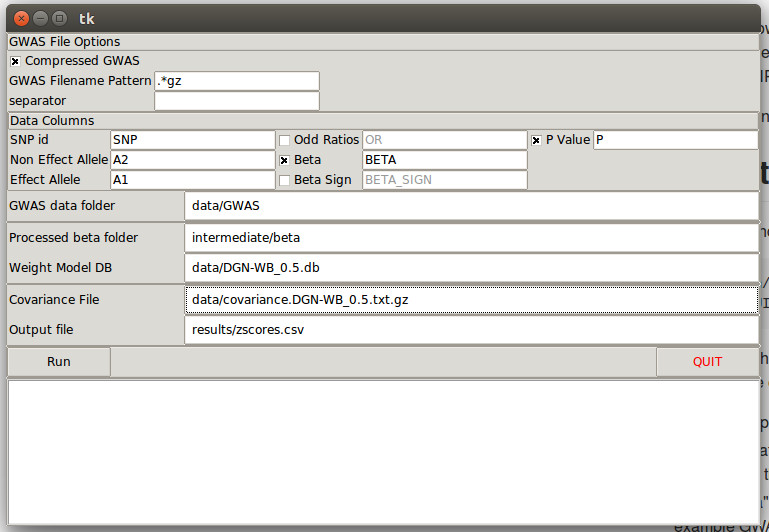 tk
GWAS File Options
Compressed GWAS
GWAS Filename Pattern .*gz
separator
Data Columns
SNP id SNP Odd Ratios OR P Value P
Non Effect Allele A2 Beta BETA
Effect Allele A1 Beta Sign BETA_SIGN
GWAS data folder data/GWAS
Processed beta folder intermediate/beta
Weight Model DB data/DGN-WB_0.5.db
Covariance File data/covariance.DGN-WB_0.5.txt.gz
Output file results/zscores.csv
Run QUIT